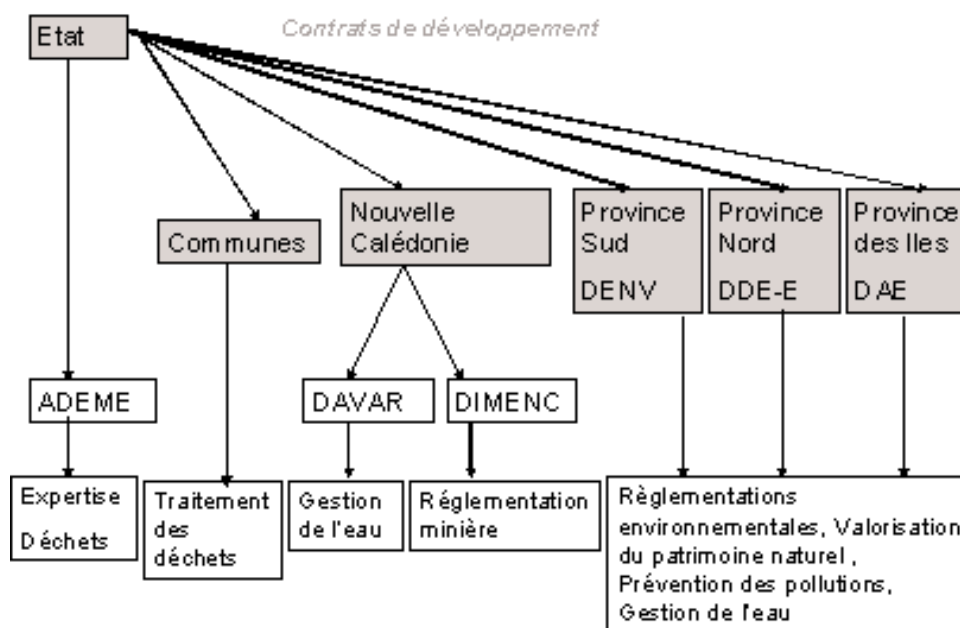 Etat
Contrats de développement
Communes
Nouvelle
Calédonie
Province
Sud
DENV
Province
Nord
DDE-E
Province
des Iles
DAE
ADEME
DAVAR
DIMENC
Expertise
Déchets
Traitement
des
déchets
Gestion
de l'eau
Réglementation
minière
Règlementations
environnementales, Valorisation
du patrimoine naturel ,
Prévention des pollutions,
Gestion de l'eau